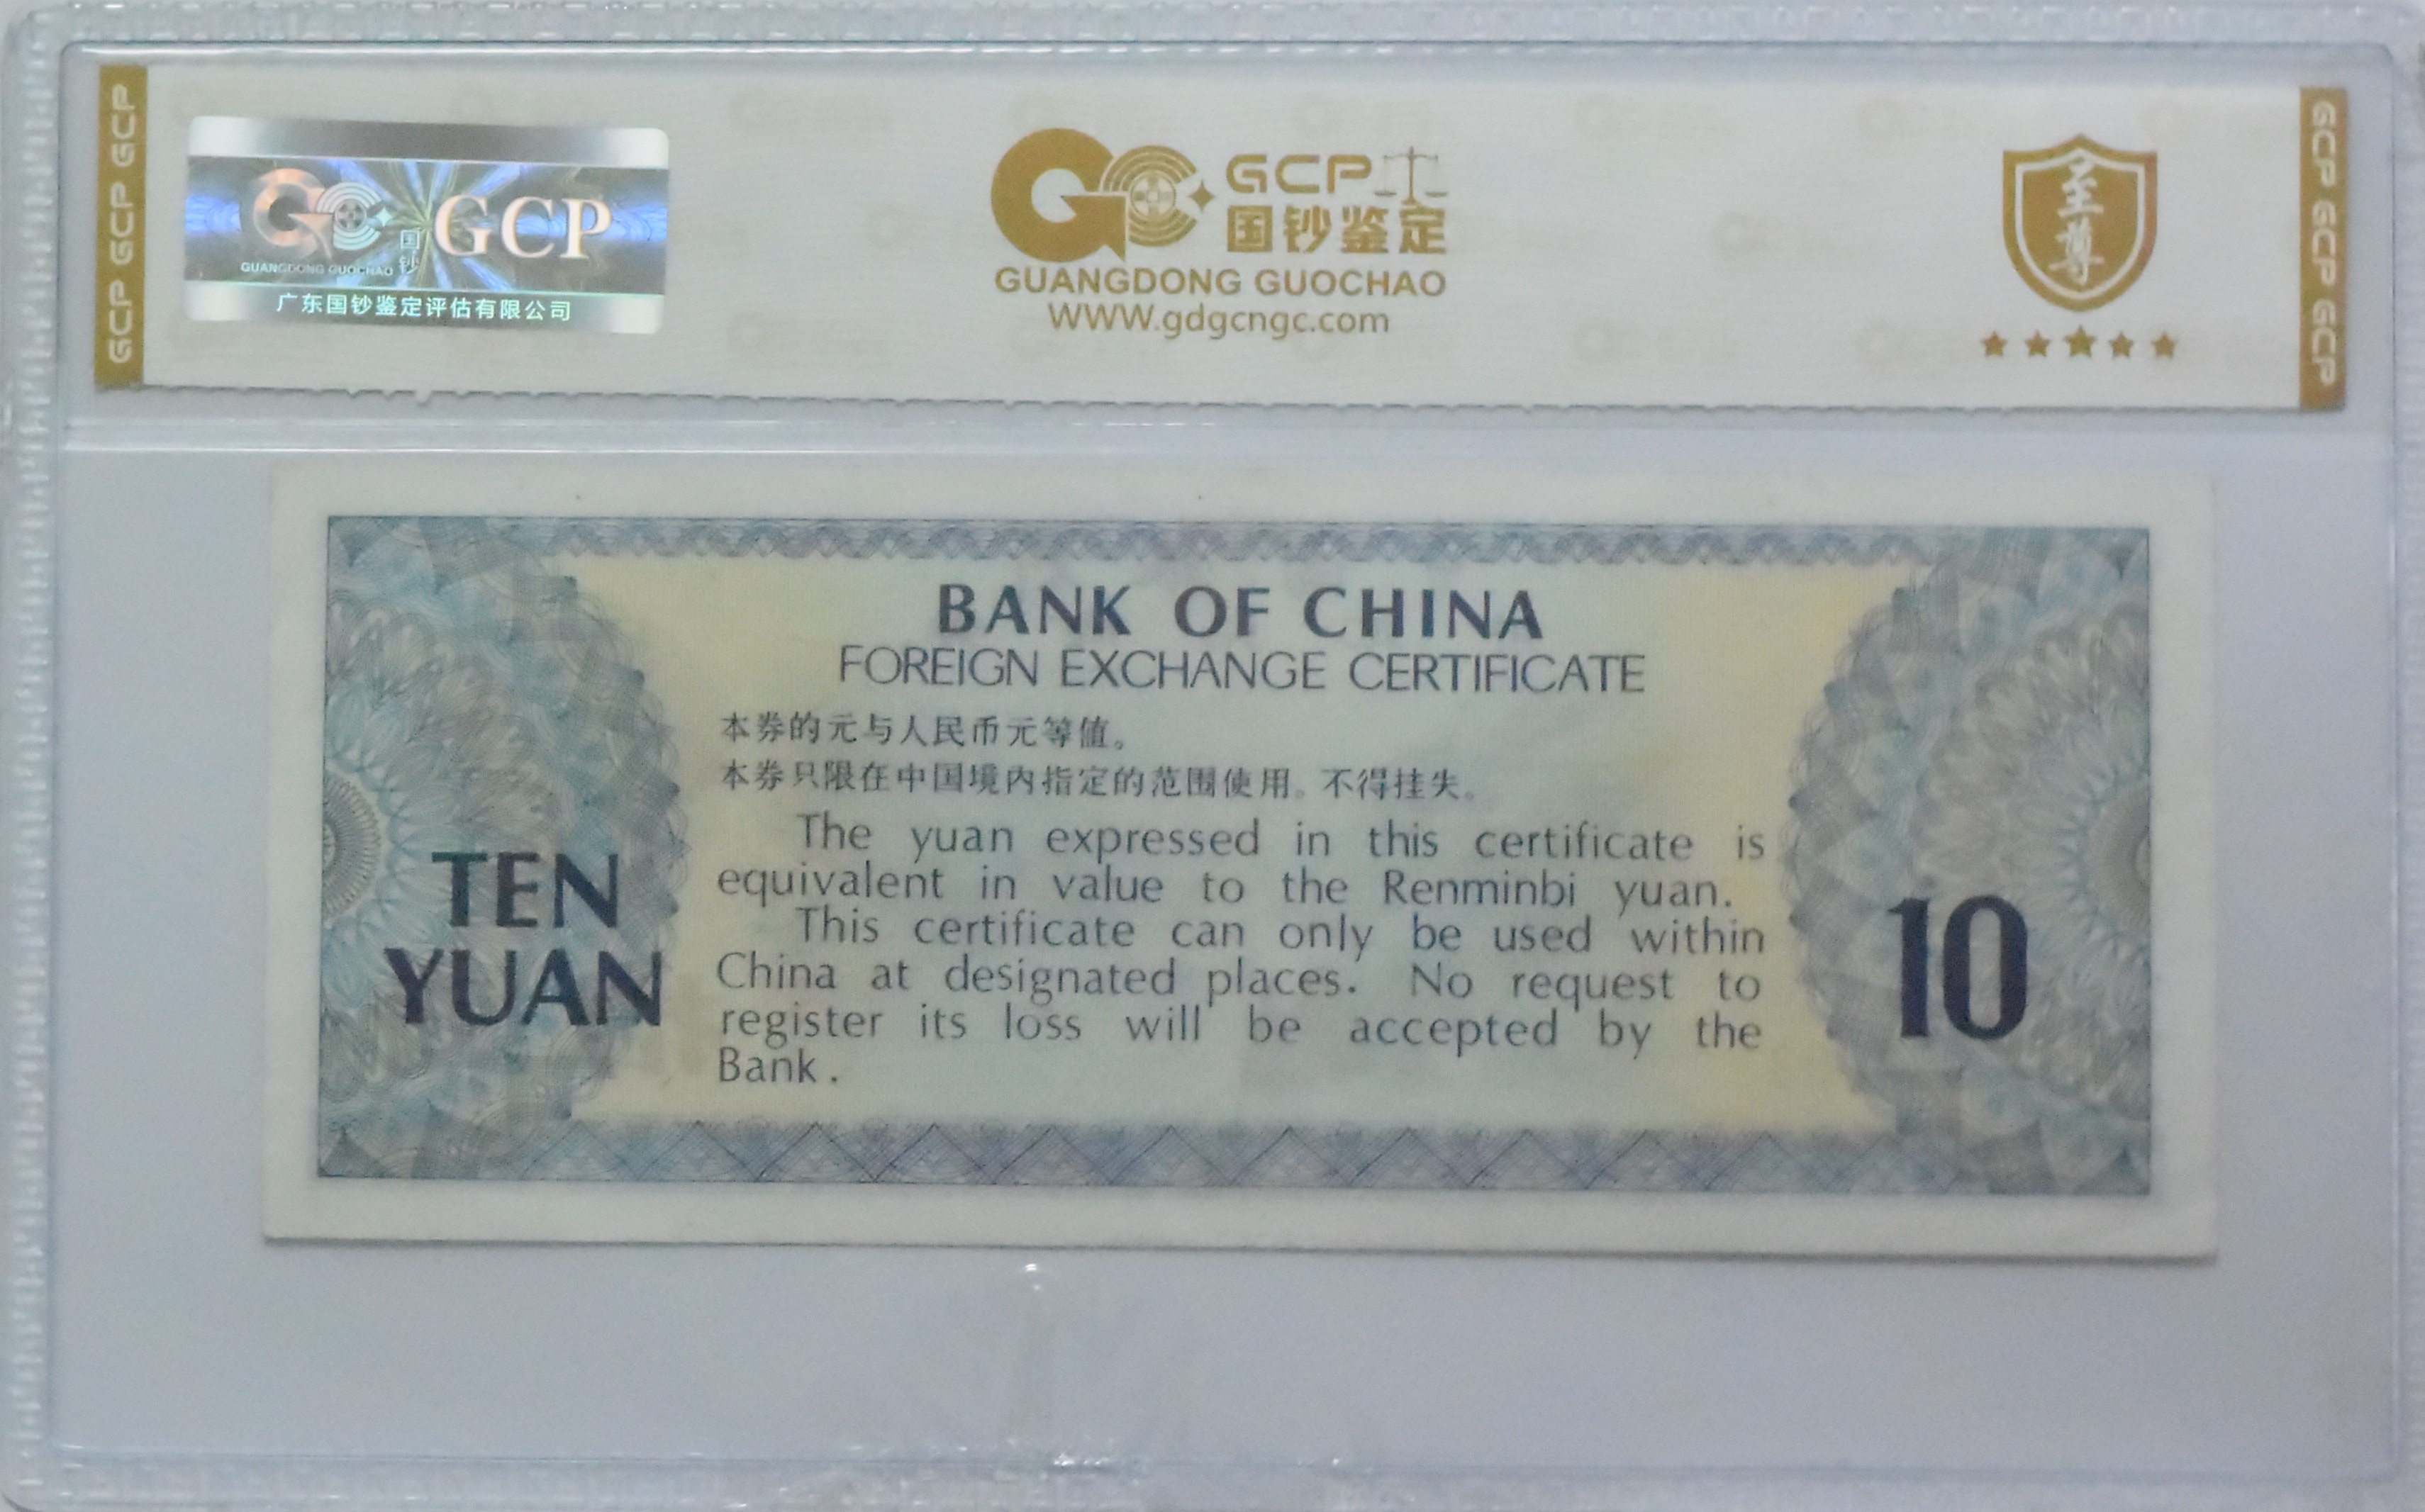 GCP GCP GCP
GC GCP
国钞
GUANGDONG GUOCHAO
广东国钞鉴定评估有限公司
GC GCP
国钞鉴定
GUANGDONG GUOCHAO
WWW.gdgcngc.com
至尊
GCP GCP GCP
BANK OF CHINA
FOREIGN EXCHANGE CERTIFICATE
本券的元与人民币元等值。
本券只限在中国境内指定的范围使用。不得挂失。
The yuan expressed in this certificate is
equivalent in value to the Renminbi yuan.
This certificate can only be used within
China at designated places. No request to
register its loss will be accepted by the
Bank.
TEN
YUAN
10